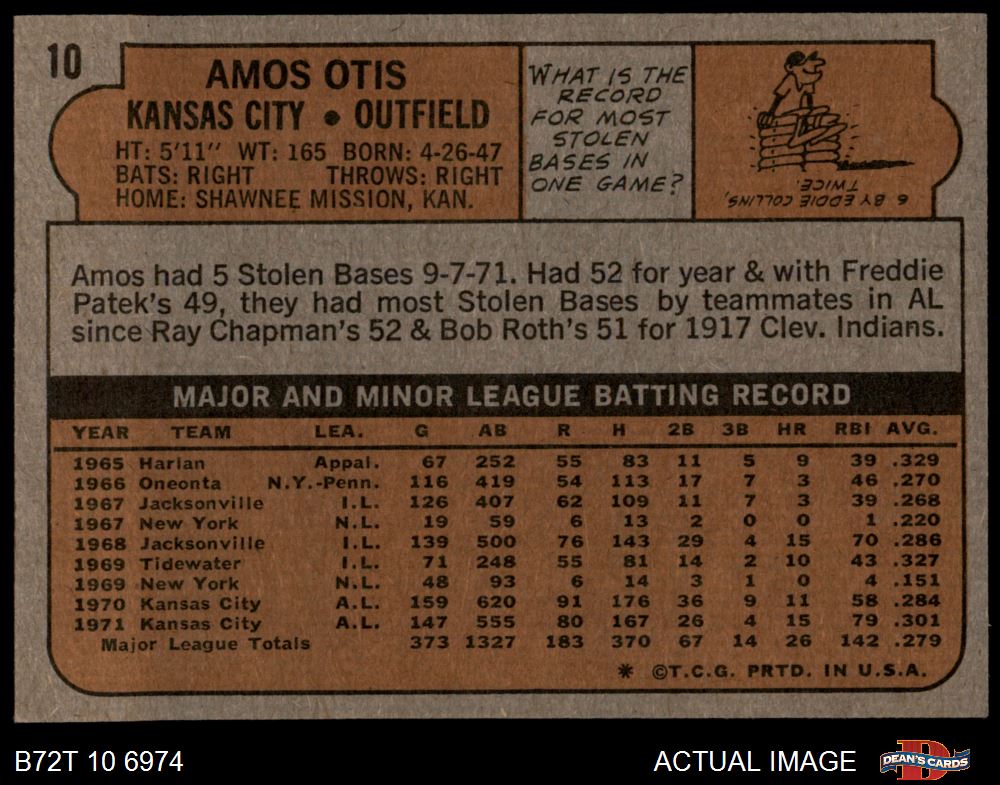 10
AMOS OTIS
KANSAS CITY • OUTFIELD
HT: 5'11" WT: 165 BORN: 4-26-47
BATS: RIGHT THROWS: RIGHT
HOME: SHAWNEE MISSION, KAN.
WHAT IS THE
RECORD
FOR MOST
STOLEN
BASES IN
ONE GAME?
6 BY EDDIE COLLINS,
TWICE.
Amos had 5 Stolen Bases 9-7-71. Had 52 for year & with Freddie
Patek's 49, they had most Stolen Bases by teammates in AL
since Ray Chapman's 52 & Bob Roth's 51 for 1917 Clev. Indians.
MAJOR AND MINOR LEAGUE BATTING RECORD
YEAR TEAM LEA. G AB R H 2B 3B HR RBI AVG.
1965 Harlan Appal. 67 252 55 83 11 5 9 39 .329
1966 Oneonta N.Y.-Penn. 116 419 54 113 17 7 3 46 .270
1967 Jacksonville I.L. 126 407 62 109 11 7 3 39 .268
1967 New York N.L. 19 59 6 13 2 0 0 1 .220
1968 Jacksonville I.L. 139 500 76 143 29 4 15 70 .286
1969 Tidewater I.L. 71 248 55 81 14 2 10 43 .327
1969 New York N.L. 48 93 6 14 3 1 0 4 .151
1970 Kansas City A.L. 159 620 91 176 36 9 11 58 .284
1971 Kansas City A.L. 147 555 80 167 26 4 15 79 .301
Major League Totals 373 1327 183 370 67 14 26 142 .279
* ©T.C.G. PRTD. IN U.S.A.
B72T 10 6974 ACTUAL IMAGE D DEAN'S CARDS